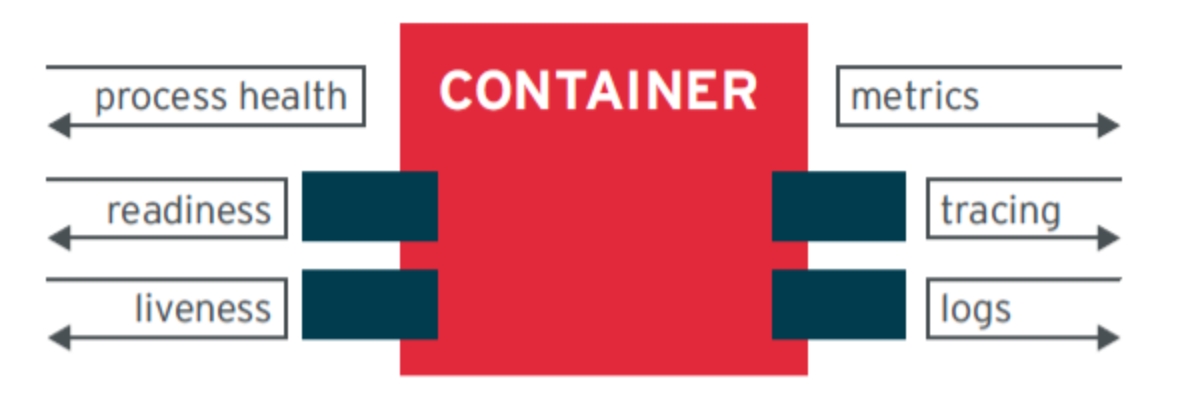 CONTAINER
process health
readiness
liveness
metrics
tracing
logs